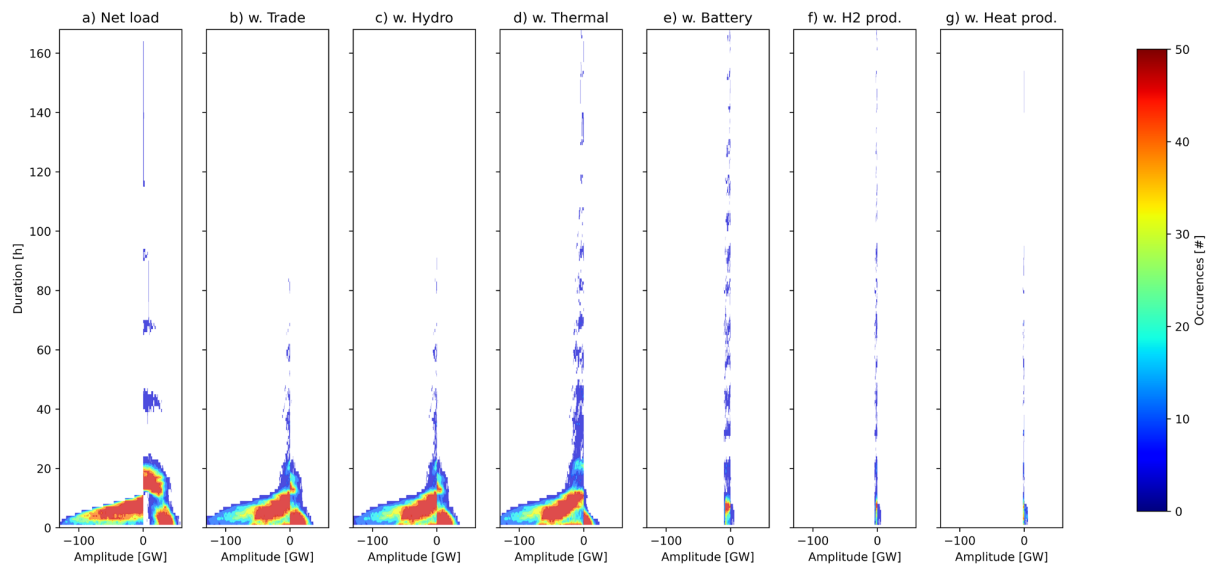 a) Net load
b) w. Trade
c) w. Hydro
d) w. Thermal
e) w. Battery
f) w. H2 prod.
g) w. Heat prod.
Duration [h]
160
140
120
100
80
60
40
20
0
−100 0
−100 0
−100 0
−100 0
−100 0
−100 0
−100 0
Amplitude [GW]
Amplitude [GW]
Amplitude [GW]
Amplitude [GW]
Amplitude [GW]
Amplitude [GW]
Amplitude [GW]
50
40
30
20
10
0
Occurences [#]